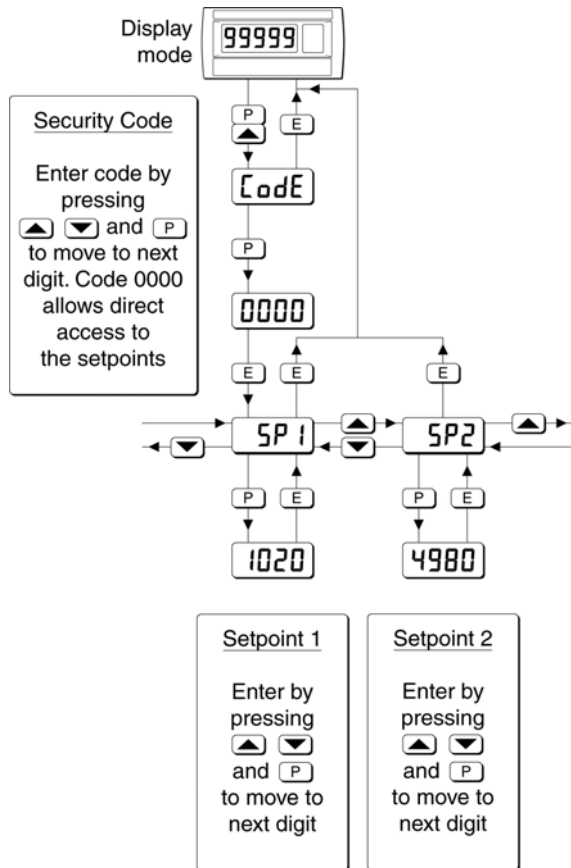 Display
mode
99999
P
E
Security Code
Enter code by
pressing
and P
to move to next
digit. Code 0000
allows direct
access to
the setpoints
CodE
P
0000
E E E
SP1 SP2
P E P E
1020 4980
Setpoint 1
Enter by
pressing
and P
to move to
next digit
Setpoint 2
Enter by
pressing
and P
to move to
next digit